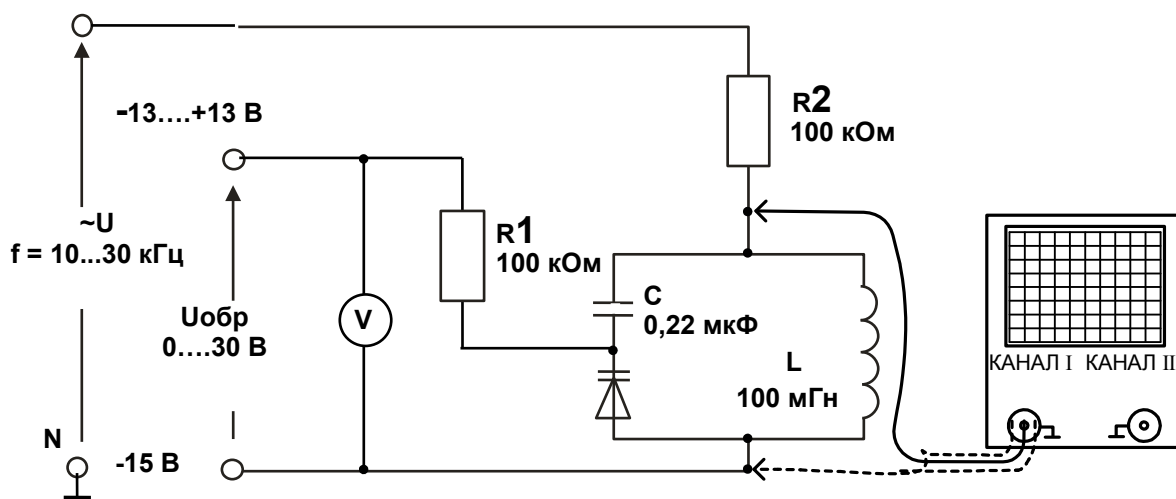 -13....+13 В
R2
100 кОм
~U
f = 10...30 кГц
R1
100 кОм
Uобр
0....30 В
V
C
0,22 мкФ
L
100 мГн
КАНАЛ I КАНАЛ II
N
-15 В